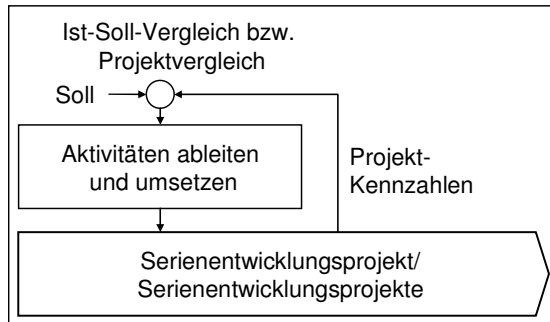 Ist-Soll-Vergleich bzw.
Projektvergleich
Soll
Aktivitäten ableiten
und umsetzen
Projekt-
Kennzahlen
Serienentwicklungsprojekt/
Serienentwicklungsprojekte